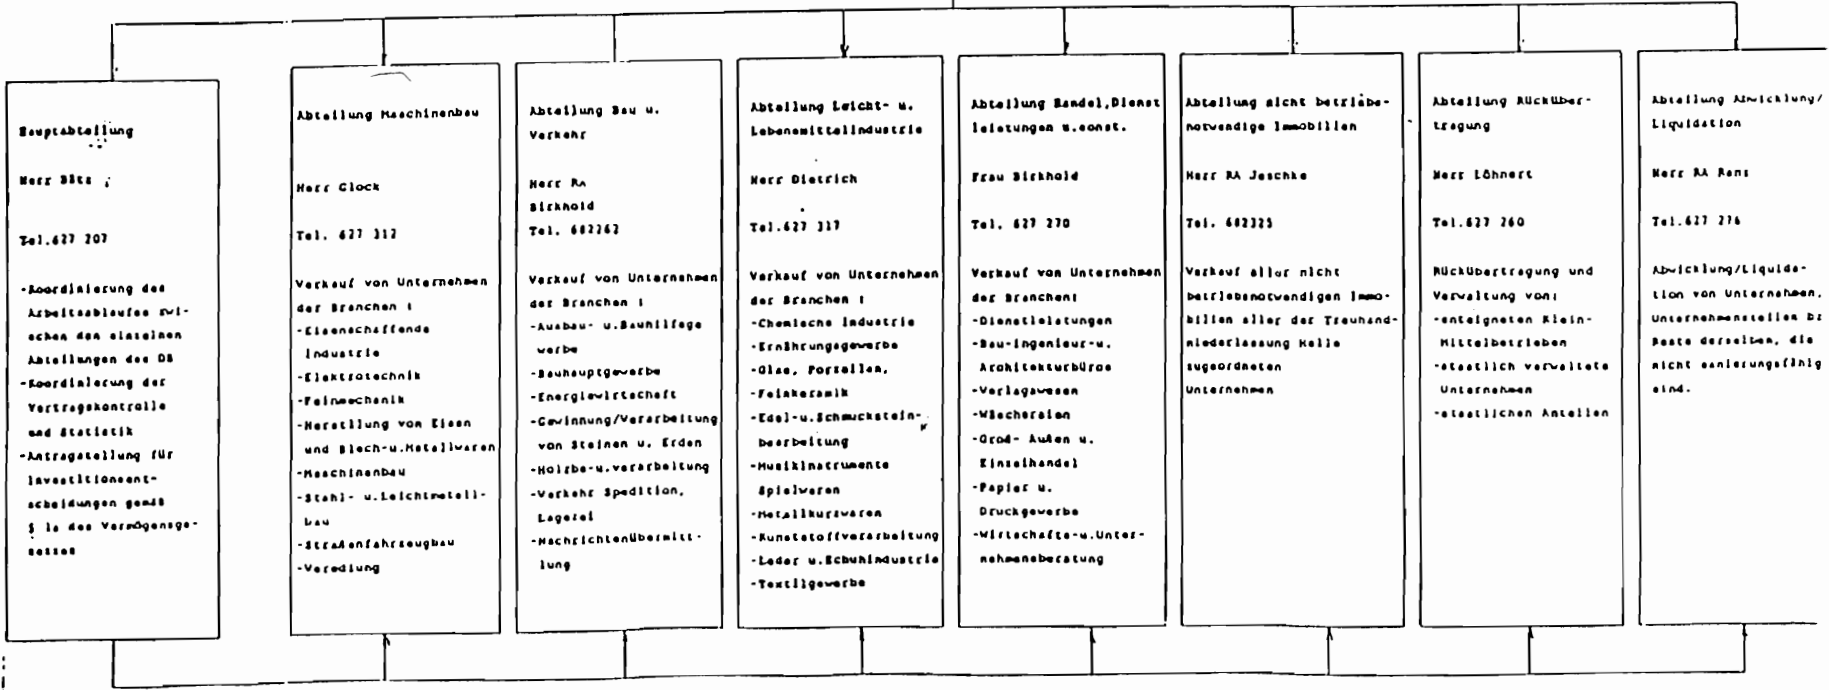 Hauptabteilung
Herr Bätz
Tel.627 207
-Koordinierung des
Arbeitsablaufes zwi-
schen den einzelnen
Abteilungen des DB
-Koordinierung der
Vertragskontrolle
und Statistik
-Antragstellung für
Investitionsent-
scheidungen gemäß
§ 1a des Vermögensge-
setzes
Abteilung Maschinenbau
Herr Glock
Tel. 627 312
Verkauf von Unternehmen
der Branchen :
-Eisenschaffende
Industrie
-Elektrotechnik
-Feinmechanik
-Herstllung von Eisen
und Blech-u.Metallwaren
-Maschinenbau
-Stahl- u.Leichtmetall-
bau
-Straßenfahrzeugbau
-Veredlung
Abteilung Bau u.
Verkehr
Herr RA
Birkhold
Tel. 682262
Verkauf von Unternehmen
der Branchen :
-Ausbau- u.Bauhilfsge
werbe
-Bauhauptgewerbe
-Energiewirtschaft
-Gewinnung/Verarbeitung
von Steinen u. Erden
-Holzbe-u.verarbeitung
-Verkehr Spedition,
Lagerei
-Nachrichtenübermitt-
lung
Abteilung Leicht- u.
Lebensmittelindustrie
Herr Dietrich
Tel.627 317
Verkauf von Unternehmen
der Branchen :
-Chemische Industrie
-Ernährungsgewerbe
-Glas, Porzellan,
-Feinkeramik
-Edel-u.Schmuckstein-
bearbeitung
-Musikinstrumente
Spielwaren
-Metallkurzwaren
-Kunststoffverarbeitung
-Leder u.Schuhindustrie
-Textilgewerbe
Abteilung Handel,Dienst
leistungen u.sonst.
Frau Birkhold
Tel. 627 270
Verkauf von Unternehmen
der Branchen:
-Dienstleistungen
-Bau-ingenieur-u.
Architekturbüros
-Verlagswesen
-Wäschereien
-Groß- Außen u.
Einzelhandel
-Papier u.
Druckgewerbe
-Wirtschafts-u.Unter-
nehmensberatung
Abteilung nicht betriebs-
notwendige Immobilien
Herr RA Jeschke
Tel. 682325
Verkauf aller nicht
betriebsnotwendigen Immo-
bilien aller der Treuhand-
niederlassung Halle
zugeordneten
Unternehmen
Abteilung Rücküber-
tragung
Herr Löhnert
Tel.627 260
Rückübertragung und
Verwaltung von:
-enteigneten Klein-
Mittelbetrieben
-staatlich verwaltete
Unternehmen
-staatlichen Anteilen
Abteilung Abwicklung/
Liquidation
Herr RA
Tel.627 276
Abwicklung/Liquida-
tion von Unternehmen,
Unternehmensteilen bz
Reste derselben, die
nicht sanierungsfähig
sind.